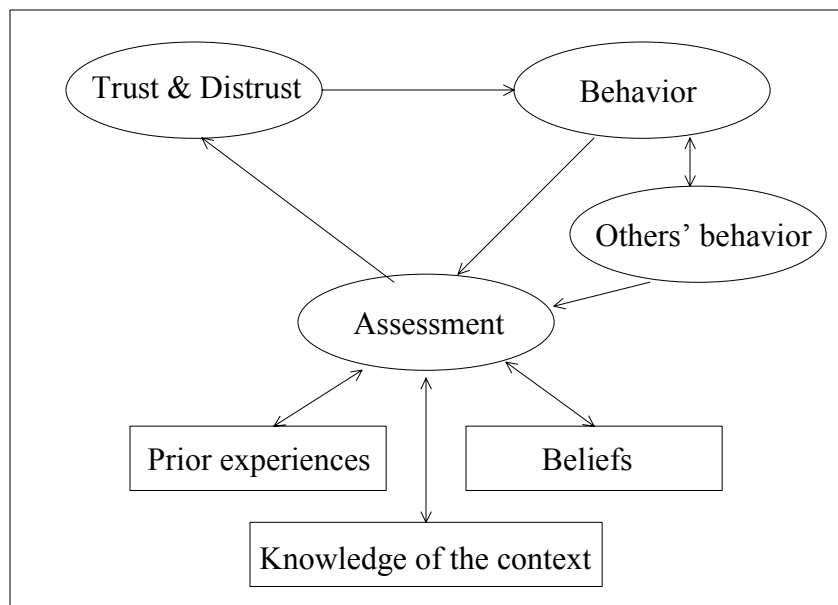 Trust & Distrust
Behavior
Others’ behavior
Assessment
Prior experiences
Beliefs
Knowledge of the context